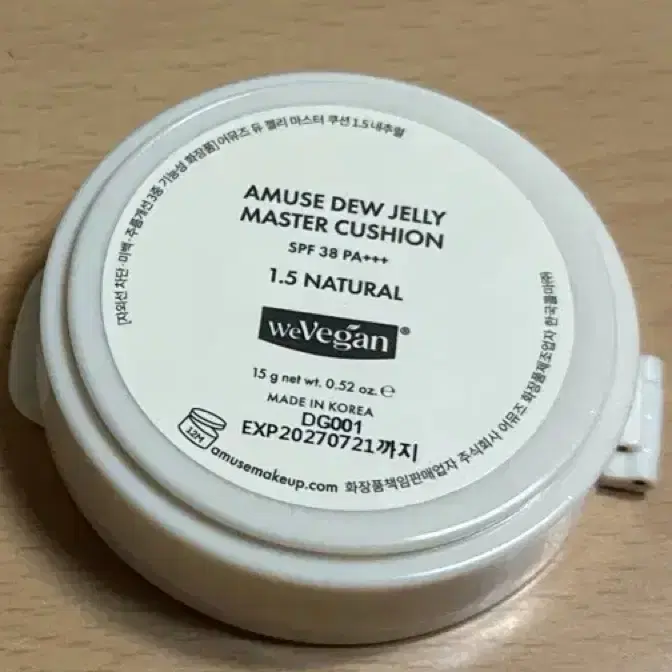 [자외선 차단·미백·주름개선 3중 기능성 화장품] 어뮤즈 듀 젤리 마스터 쿠션 1.5 내추럴
AMUSE DEW JELLY
MASTER CUSHION
SPF 38 PA+++
1.5 NATURAL
weVegan®
15 g net wt. 0.52 oz. ℮
MADE IN KOREA
DG001
EXP20270721까지
12M
amusemakeup.com 화장품책임판매업자 주식회사 어뮤즈 화장품제조업자 한국콜마(주)